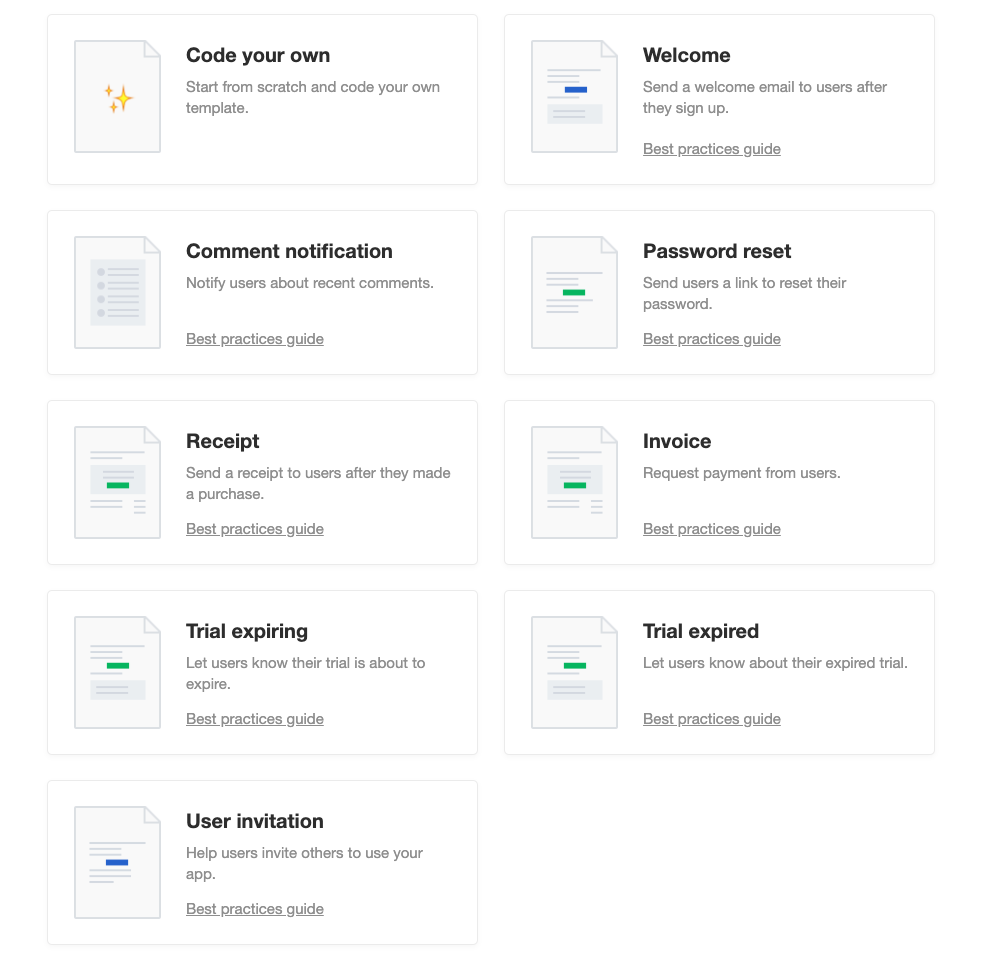 Code your own
Start from scratch and code your own
template.
Welcome
Send a welcome email to users after
they sign up.
Best practices guide
Comment notification
Notify users about recent comments.
Best practices guide
Password reset
Send users a link to reset their
password.
Best practices guide
Receipt
Send a receipt to users after they made
a purchase.
Best practices guide
Invoice
Request payment from users.
Best practices guide
Trial expiring
Let users know their trial is about to
expire.
Best practices guide
Trial expired
Let users know about their expired trial.
Best practices guide
User invitation
Help users invite others to use your
app.
Best practices guide